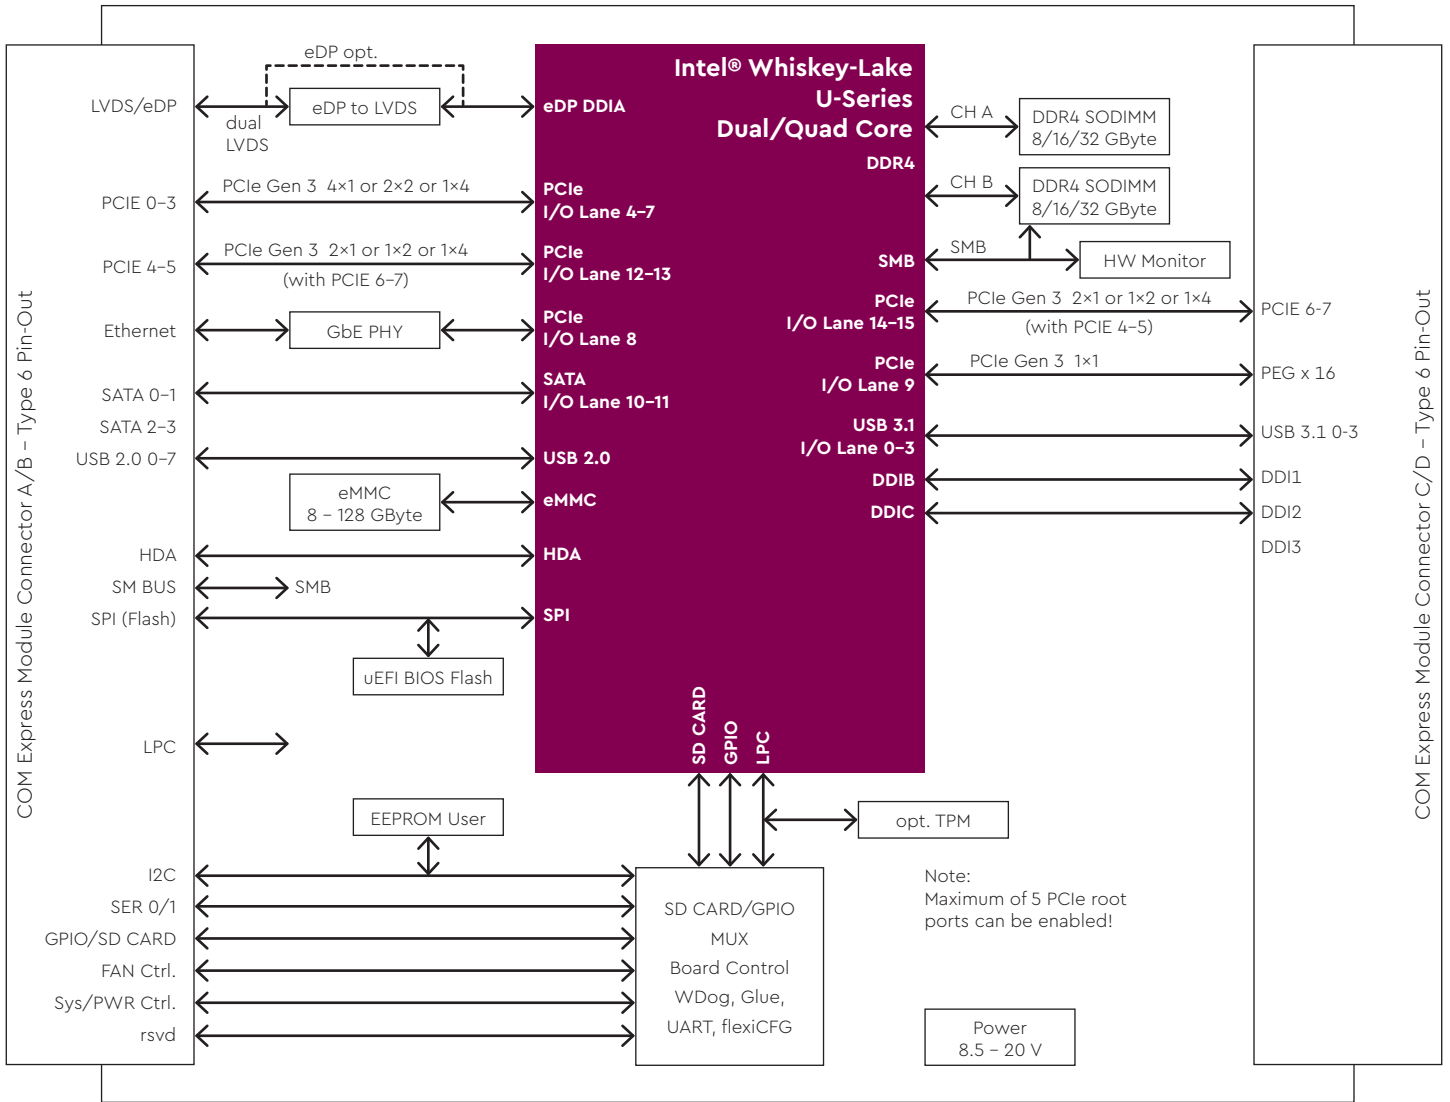 COM Express Module Connector A/B – Type 6 Pin-Out
LVDS/eDP
PCIE 0–3
PCIE 4–5
Ethernet
SATA 0–1
SATA 2–3
USB 2.0 0–7
HDA
SM BUS
SPI (Flash)
LPC
I2C
SER 0/1
GPIO/SD CARD
FAN Ctrl.
Sys/PWR Ctrl.
rsvd
eDP opt.
eDP to LVDS
dual
LVDS
PCIe Gen 3 4×1 or 2×2 or 1×4
PCIe Gen 3 2×1 or 1×2 or 1×4
(with PCIE 6–7)
GbE PHY
eMMC
8 – 128 GByte
SMB
uEFI BIOS Flash
EEPROM User
Intel® Whiskey-Lake
U-Series
Dual/Quad Core
eDP DDIA
PCIe
I/O Lane 4–7
PCIe
I/O Lane 12–13
PCIe
I/O Lane 8
SATA
I/O Lane 10–11
USB 2.0
eMMC
HDA
SPI
DDR4
SMB
PCIe
I/O Lane 14–15
PCIe
I/O Lane 9
USB 3.1
I/O Lane 0–3
DDIB
DDIC
SD CARD
GPIO
LPC
CH A
DDR4 SODIMM
8/16/32 GByte
CH B
DDR4 SODIMM
8/16/32 GByte
SMB
HW Monitor
PCIe Gen 3 2×1 or 1×2 or 1×4
(with PCIE 4–5)
PCIe Gen 3 1×1
opt. TPM
SD CARD/GPIO
MUX
Board Control
WDog, Glue,
UART, flexiCFG
Note:
Maximum of 5 PCIe root
ports can be enabled!
Power
8.5 – 20 V
PCIE 6-7
PEG x 16
USB 3.1 0-3
DDI1
DDI2
DDI3
COM Express Module Connector C/D – Type 6 Pin-Out